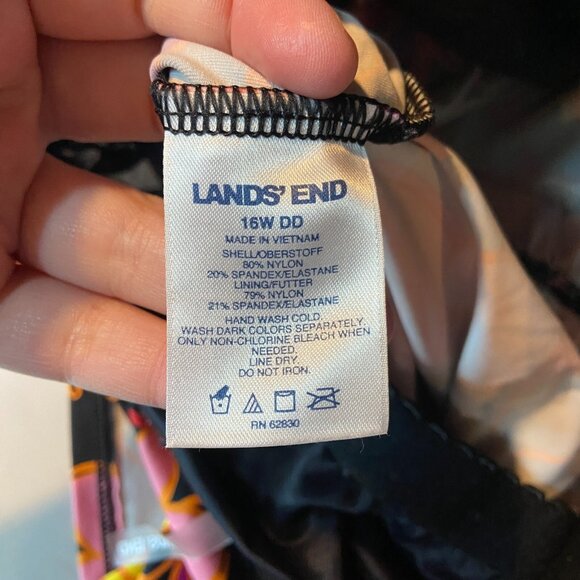 LANDS' END
16W DD
MADE IN VIETNAM
SHELL/OBERSTOFF
80% NYLON
20% SPANDEX/ELASTANE
LINING/FUTTER
79% NYLON
21% SPANDEX/ELASTANE
HAND WASH COLD.
WASH DARK COLORS SEPARATELY.
ONLY NON-CHLORINE BLEACH WHEN
NEEDED.
LINE DRY.
DO NOT IRON.
RN 62830